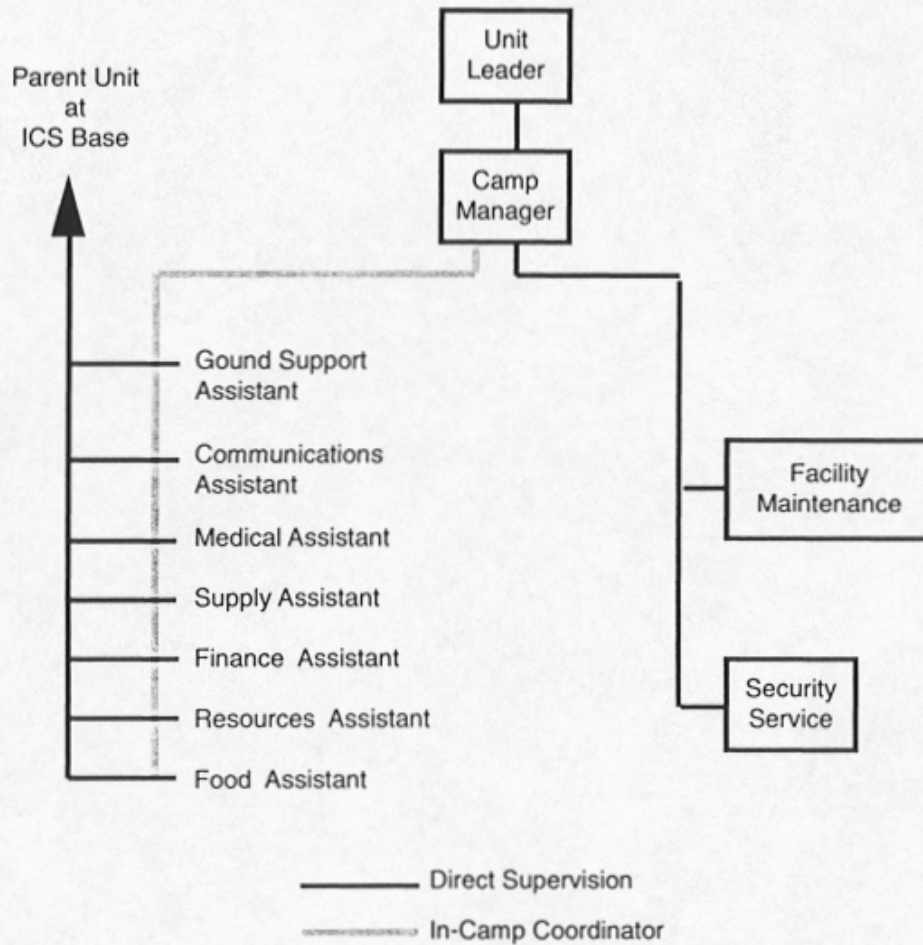 Unit
Leader
Parent Unit
at
ICS Base
Camp
Manager
Gound Support
Assistant
Communications
Assistant
Medical Assistant
Supply Assistant
Finance Assistant
Resources Assistant
Food Assistant
Facility
Maintenance
Security
Service
Direct Supervision
In-Camp Coordinator